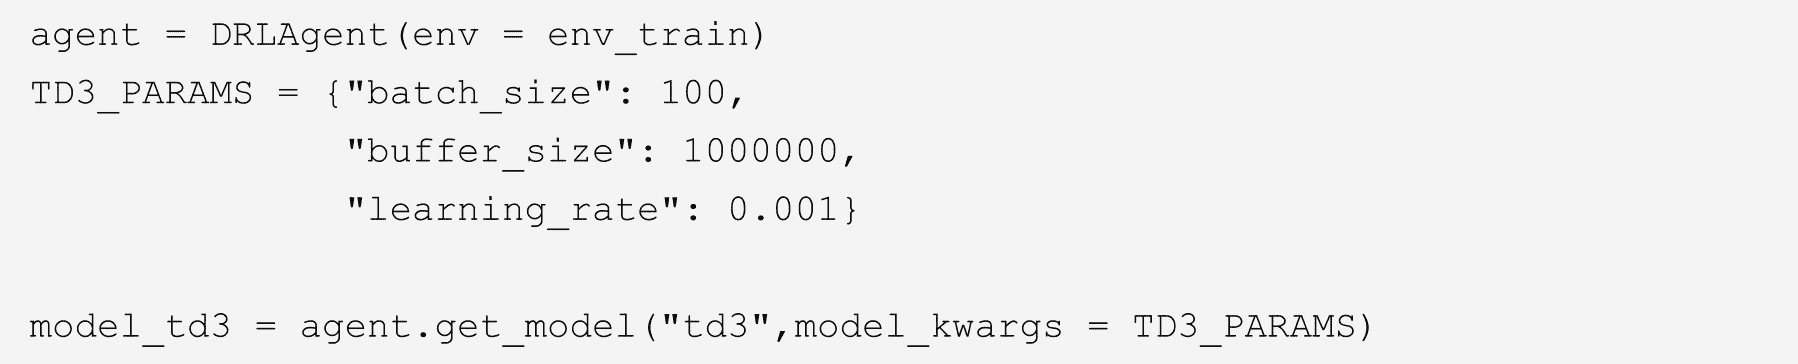 agent = DRLAgent(env = env_train)
TD3_PARAMS = {"batch_size": 100,
              "buffer_size": 1000000,
              "learning_rate": 0.001}

model_td3 = agent.get_model("td3",model_kwargs = TD3_PARAMS)